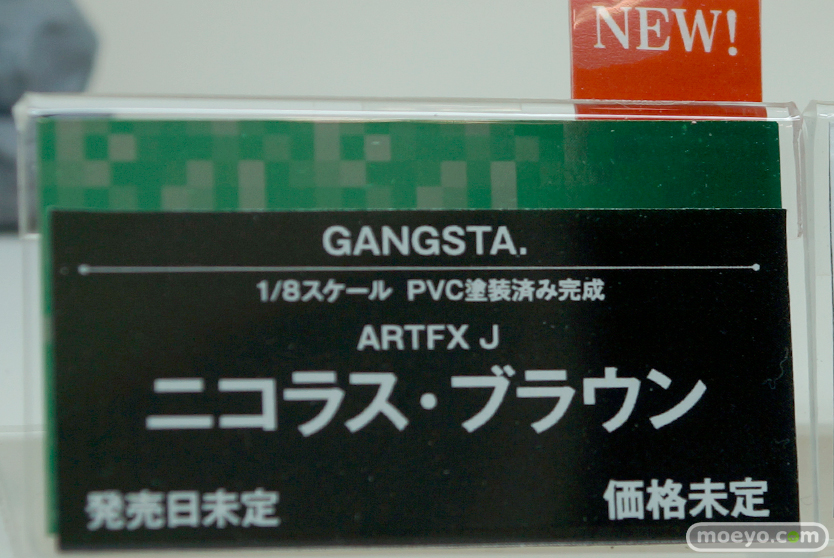 NEW!
GANGSTA.
1/8スケール PVC塗装済み完成
ARTFX J
ニコラス・ブラウン
発売日未定 価格未定
moeyo.com